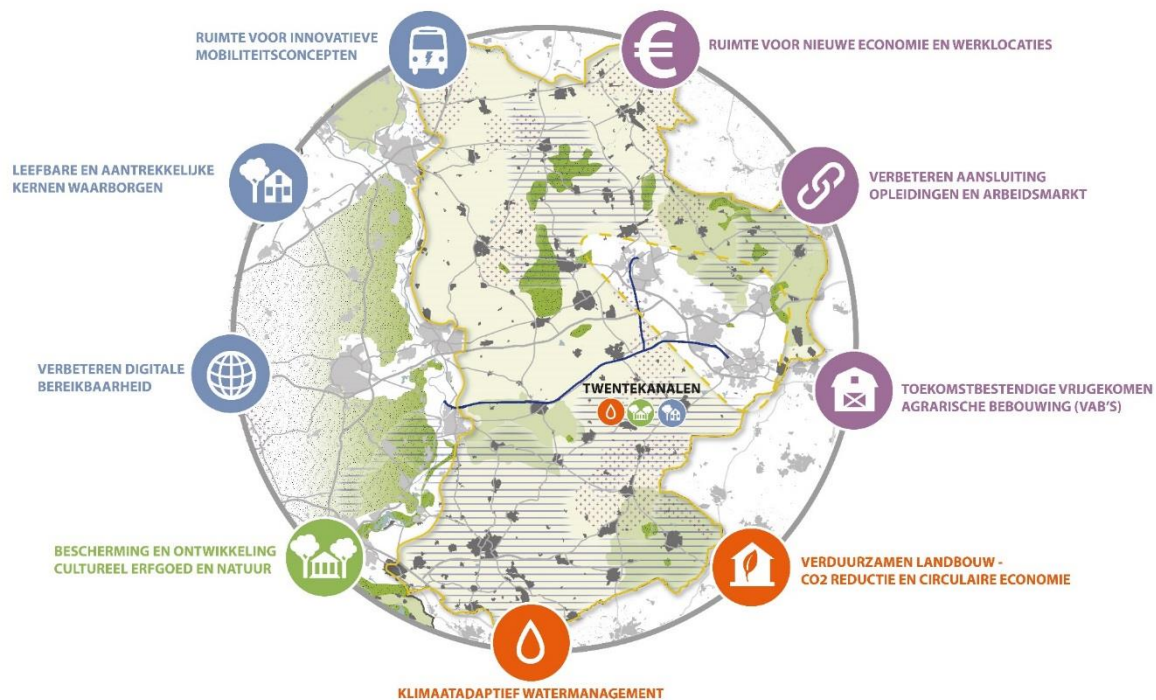 RUIMTE VOOR INNOVATIEVE
MOBILITEITSCONCEPTEN
RUIMTE VOOR NIEUWE ECONOMIE EN WERKLOCATIES
LEEFBARE EN AANTREKKELIJKE
KERNEN WAARBORGEN
VERBETEREN AANSLUITING
OPLEIDINGEN EN ARBEIDSMARKT
VERBETEREN DIGITALE
BEREIKBAARHEID
TWENTEKANALEN
TOEKOMSTBESTENDIGE VRIJGEKOMEN
AGRARISCHE BEBOUWING (VAB'S)
BESCHERMING EN ONTWIKKELING
CULTUREEL ERFGOED EN NATUUR
VERDUURZAMEN LANDBOUW -
CO2 REDUCTIE EN CIRCULAIRE ECONOMIE
KLIMAATADAPTIEF WATERMANAGEMENT